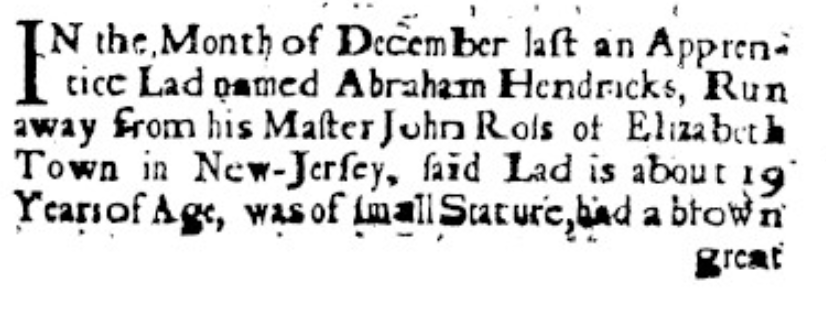 IN the Month of December laſt an Appren-
tice Lad named Abraham Hendricks, Run
away from his Maſter John Roſs of Elizabeth
Town in New-Jerſey, ſaid Lad is about 19
Years of Age, was of ſmall Stature, had a brown
great